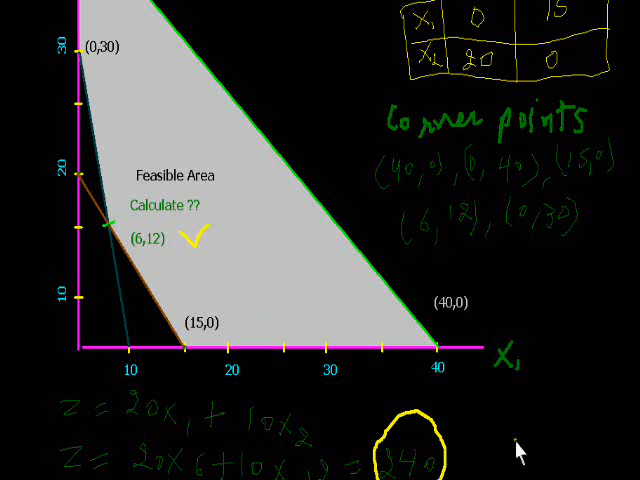 X1 0 15
X2 20 0
30
(0,30)
Corner points
(40,0), (0,40), (15,0)
(6,12), (0,30)
20
Feasible Area
Calculate ??
(6,12)
10
(40,0)
(15,0)
10 20 30 40
X1
Z = 20X1 + 10X2
Z = 20X6+10X12 = 240